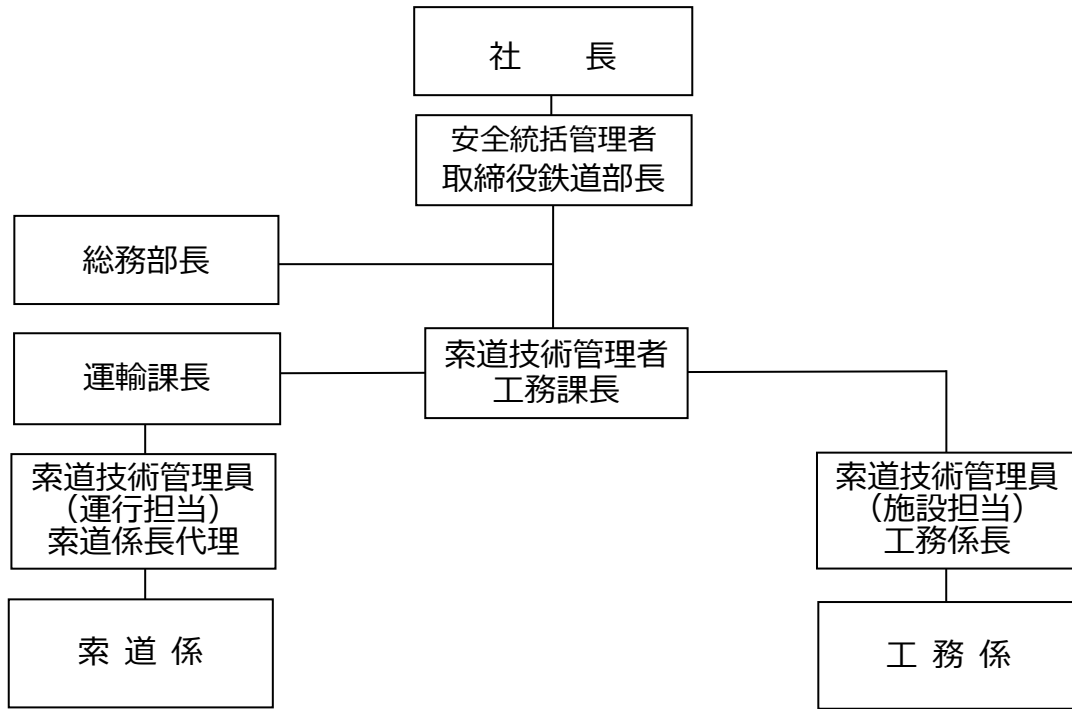 社　　長
安全統括管理者
取締役鉄道部長
総務部長
運輸課長
索道技術管理者
工務課長
索道技術管理員
（運行担当）
索道係長代理
索道技術管理員
（施設担当）
工務係長
索 道 係
工 務 係